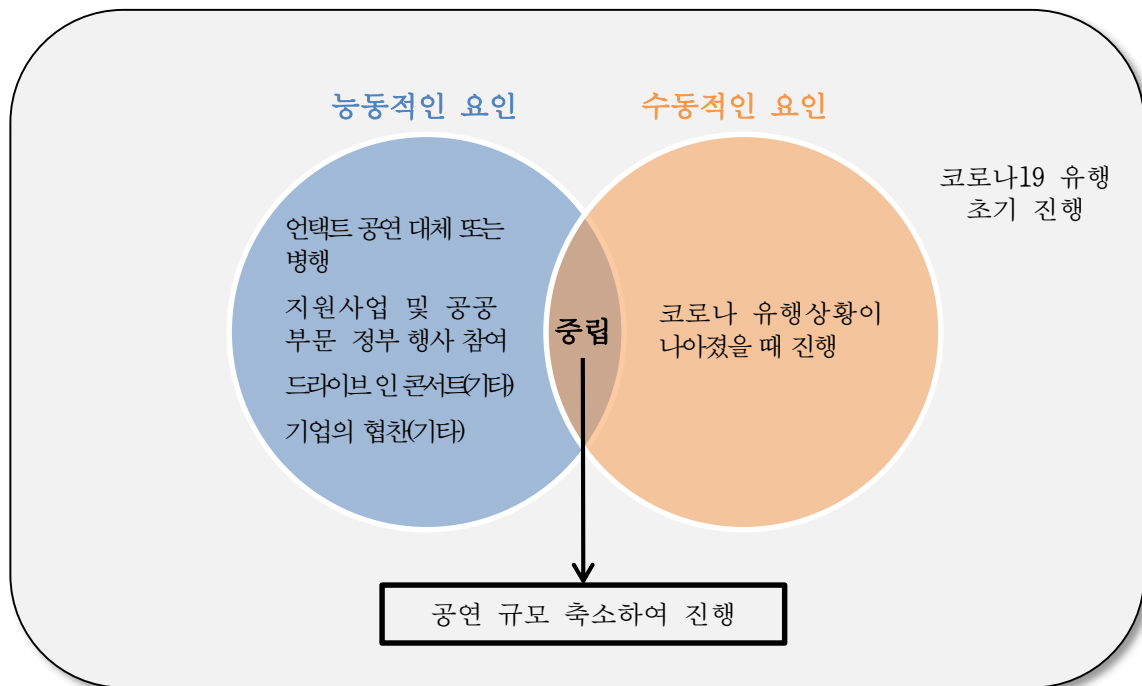 능동적인 요인
수동적인 요인
코로나19 유행
초기 진행
언택트 공연 대체 또는
병행
지원사업 및 공공
부문 정부 행사 참여
드라이브 인 콘서트(기타)
기업의 협찬(기타)
중립
코로나 유행상황이
나아졌을 때 진행
공연 규모 축소하여 진행